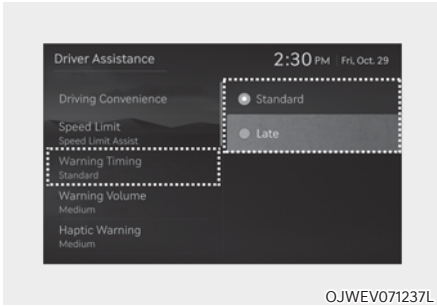 Driver Assistance
2:30 PM Fri, Oct. 29
Driving Convenience
Standard
Speed Limit
Speed Limit Assist
Late
Warning Timing
Standard
Warning Volume
Medium
Haptic Warning
Medium
OJWEV071237L